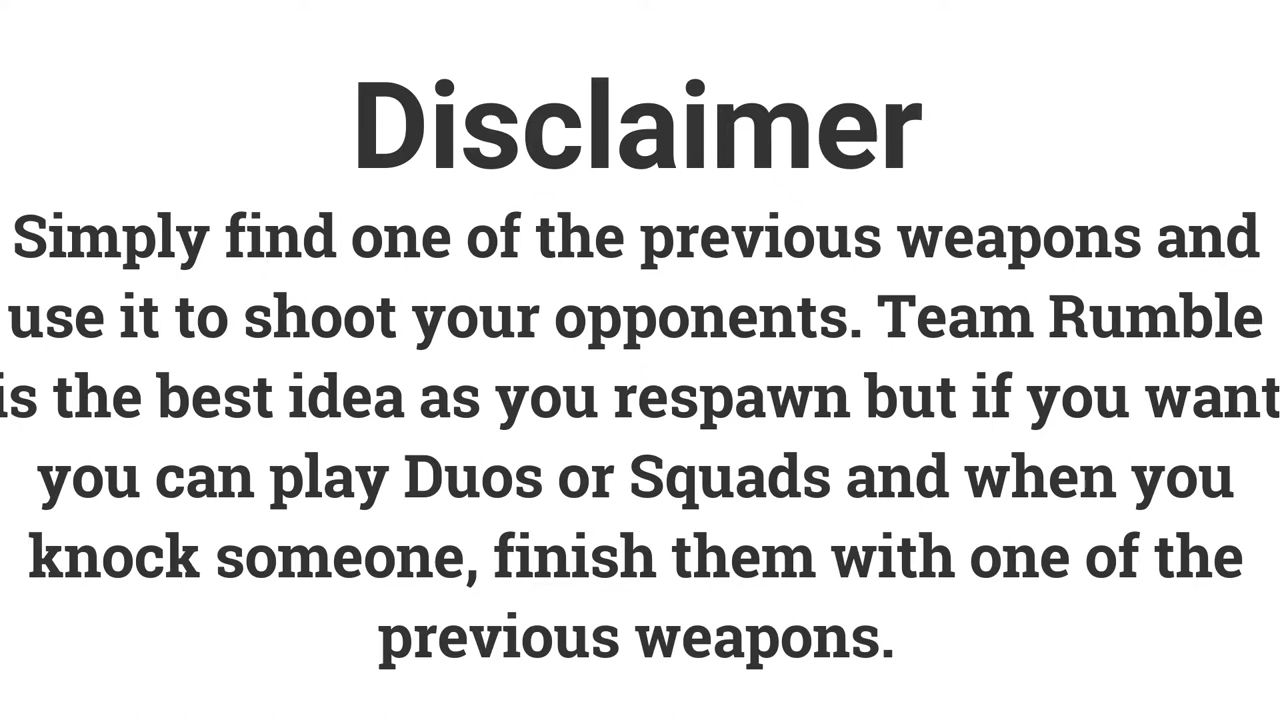 Disclaimer
Simply find one of the previous weapons and
use it to shoot your opponents. Team Rumble
is the best idea as you respawn but if you want
you can play Duos or Squads and when you
knock someone, finish them with one of the
previous weapons.